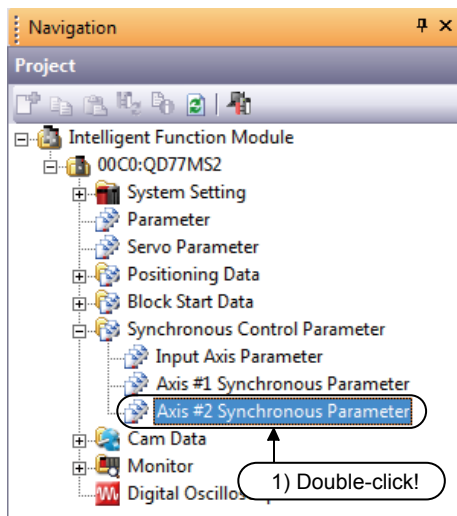 Navigation
Project
Intelligent Function Module
00C0:QD77MS2
System Setting
Parameter
Servo Parameter
Positioning Data
Block Start Data
Synchronous Control Parameter
Input Axis Parameter
Axis #1 Synchronous Parameter
Axis #2 Synchronous Parameter
Cam Data
Monitor
1) Double-click!
Digital